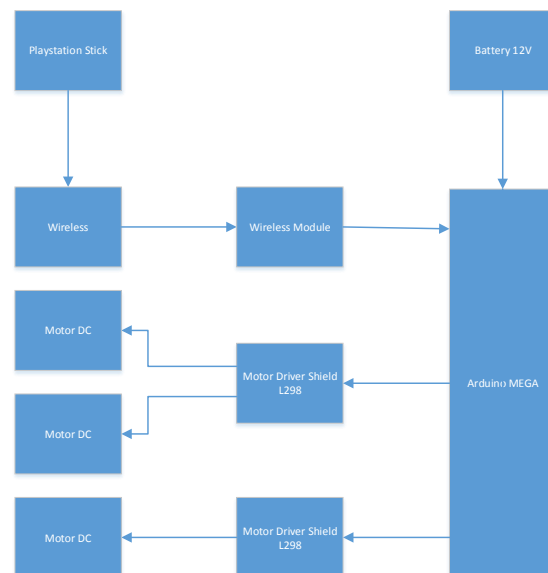 Playstation Stick
Battery 12V
Wireless
Wireless Module
Motor DC
Motor Driver Shield
L298
Arduino MEGA
Motor DC
Motor DC
Motor Driver Shield
L298